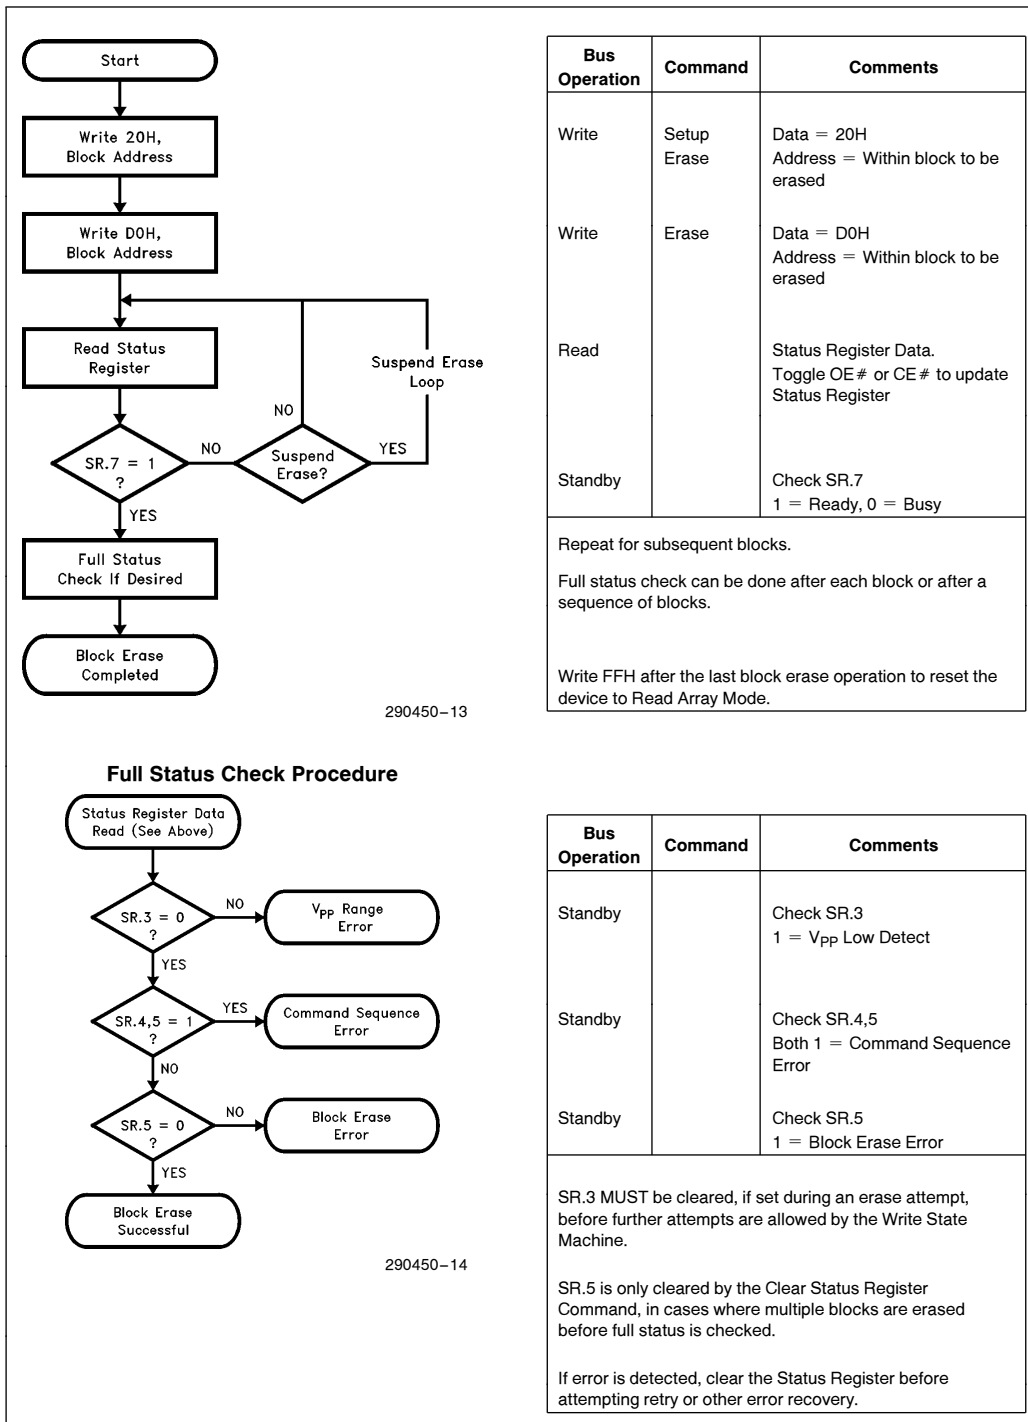 Start
Write 20H,
Block Address
Write D0H,
Block Address
Read Status
Register
Suspend Erase
Loop
NO
SR.7 = 1
?
NO
Suspend
Erase?
YES
YES
Full Status
Check If Desired
Block Erase
Completed
290450–13
Bus
Operation
Command
Comments
Write
Setup
Erase
Data = 20H
Address = Within block to be
erased
Write
Erase
Data = D0H
Address = Within block to be
erased
Read
Status Register Data.
Toggle OE# or CE# to update
Status Register
Standby
Check SR.7
1 = Ready, 0 = Busy
Repeat for subsequent blocks.
Full status check can be done after each block or after a
sequence of blocks.
Write FFH after the last block erase operation to reset the
device to Read Array Mode.
Full Status Check Procedure
Status Register Data
Read (See Above)
SR.3 = 0
?
NO
VPP Range
Error
YES
SR.4,5 = 1
?
YES
Command Sequence
Error
NO
SR.5 = 0
?
NO
Block Erase
Error
YES
Block Erase
Successful
290450–14
Bus
Operation
Command
Comments
Standby
Check SR.3
1 = VPP Low Detect
Standby
Check SR.4,5
Both 1 = Command Sequence
Error
Standby
Check SR.5
1 = Block Erase Error
SR.3 MUST be cleared, if set during an erase attempt,
before further attempts are allowed by the Write State
Machine.
SR.5 is only cleared by the Clear Status Register
Command, in cases where multiple blocks are erased
before full status is checked.
If error is detected, clear the Status Register before
attempting retry or other error recovery.